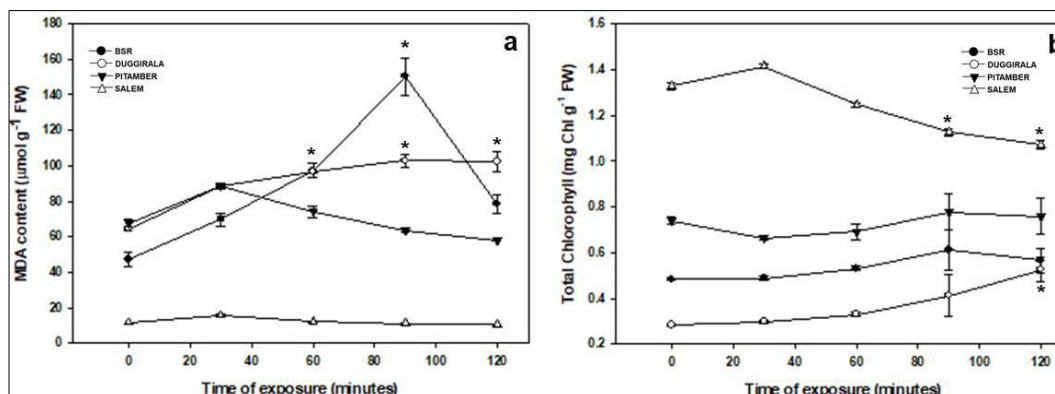 a
BSR
DUGGIRALA
PITAMBER
SALEM
MDA content (μmol g⁻¹ FW)
180
160
140
120
100
80
60
40
20
0
*
*
*
*
0 20 40 60 80 100 120
Time of exposure (minutes)
b
BSR
DUGGIRALA
PITAMBER
SALEM
Total Chlorophyll (mg Chl g⁻¹ FW)
1.6
1.4
1.2
1.0
0.8
0.6
0.4
0.2
*
*
*
0 20 40 60 80 100 120
Time of exposure (minutes)